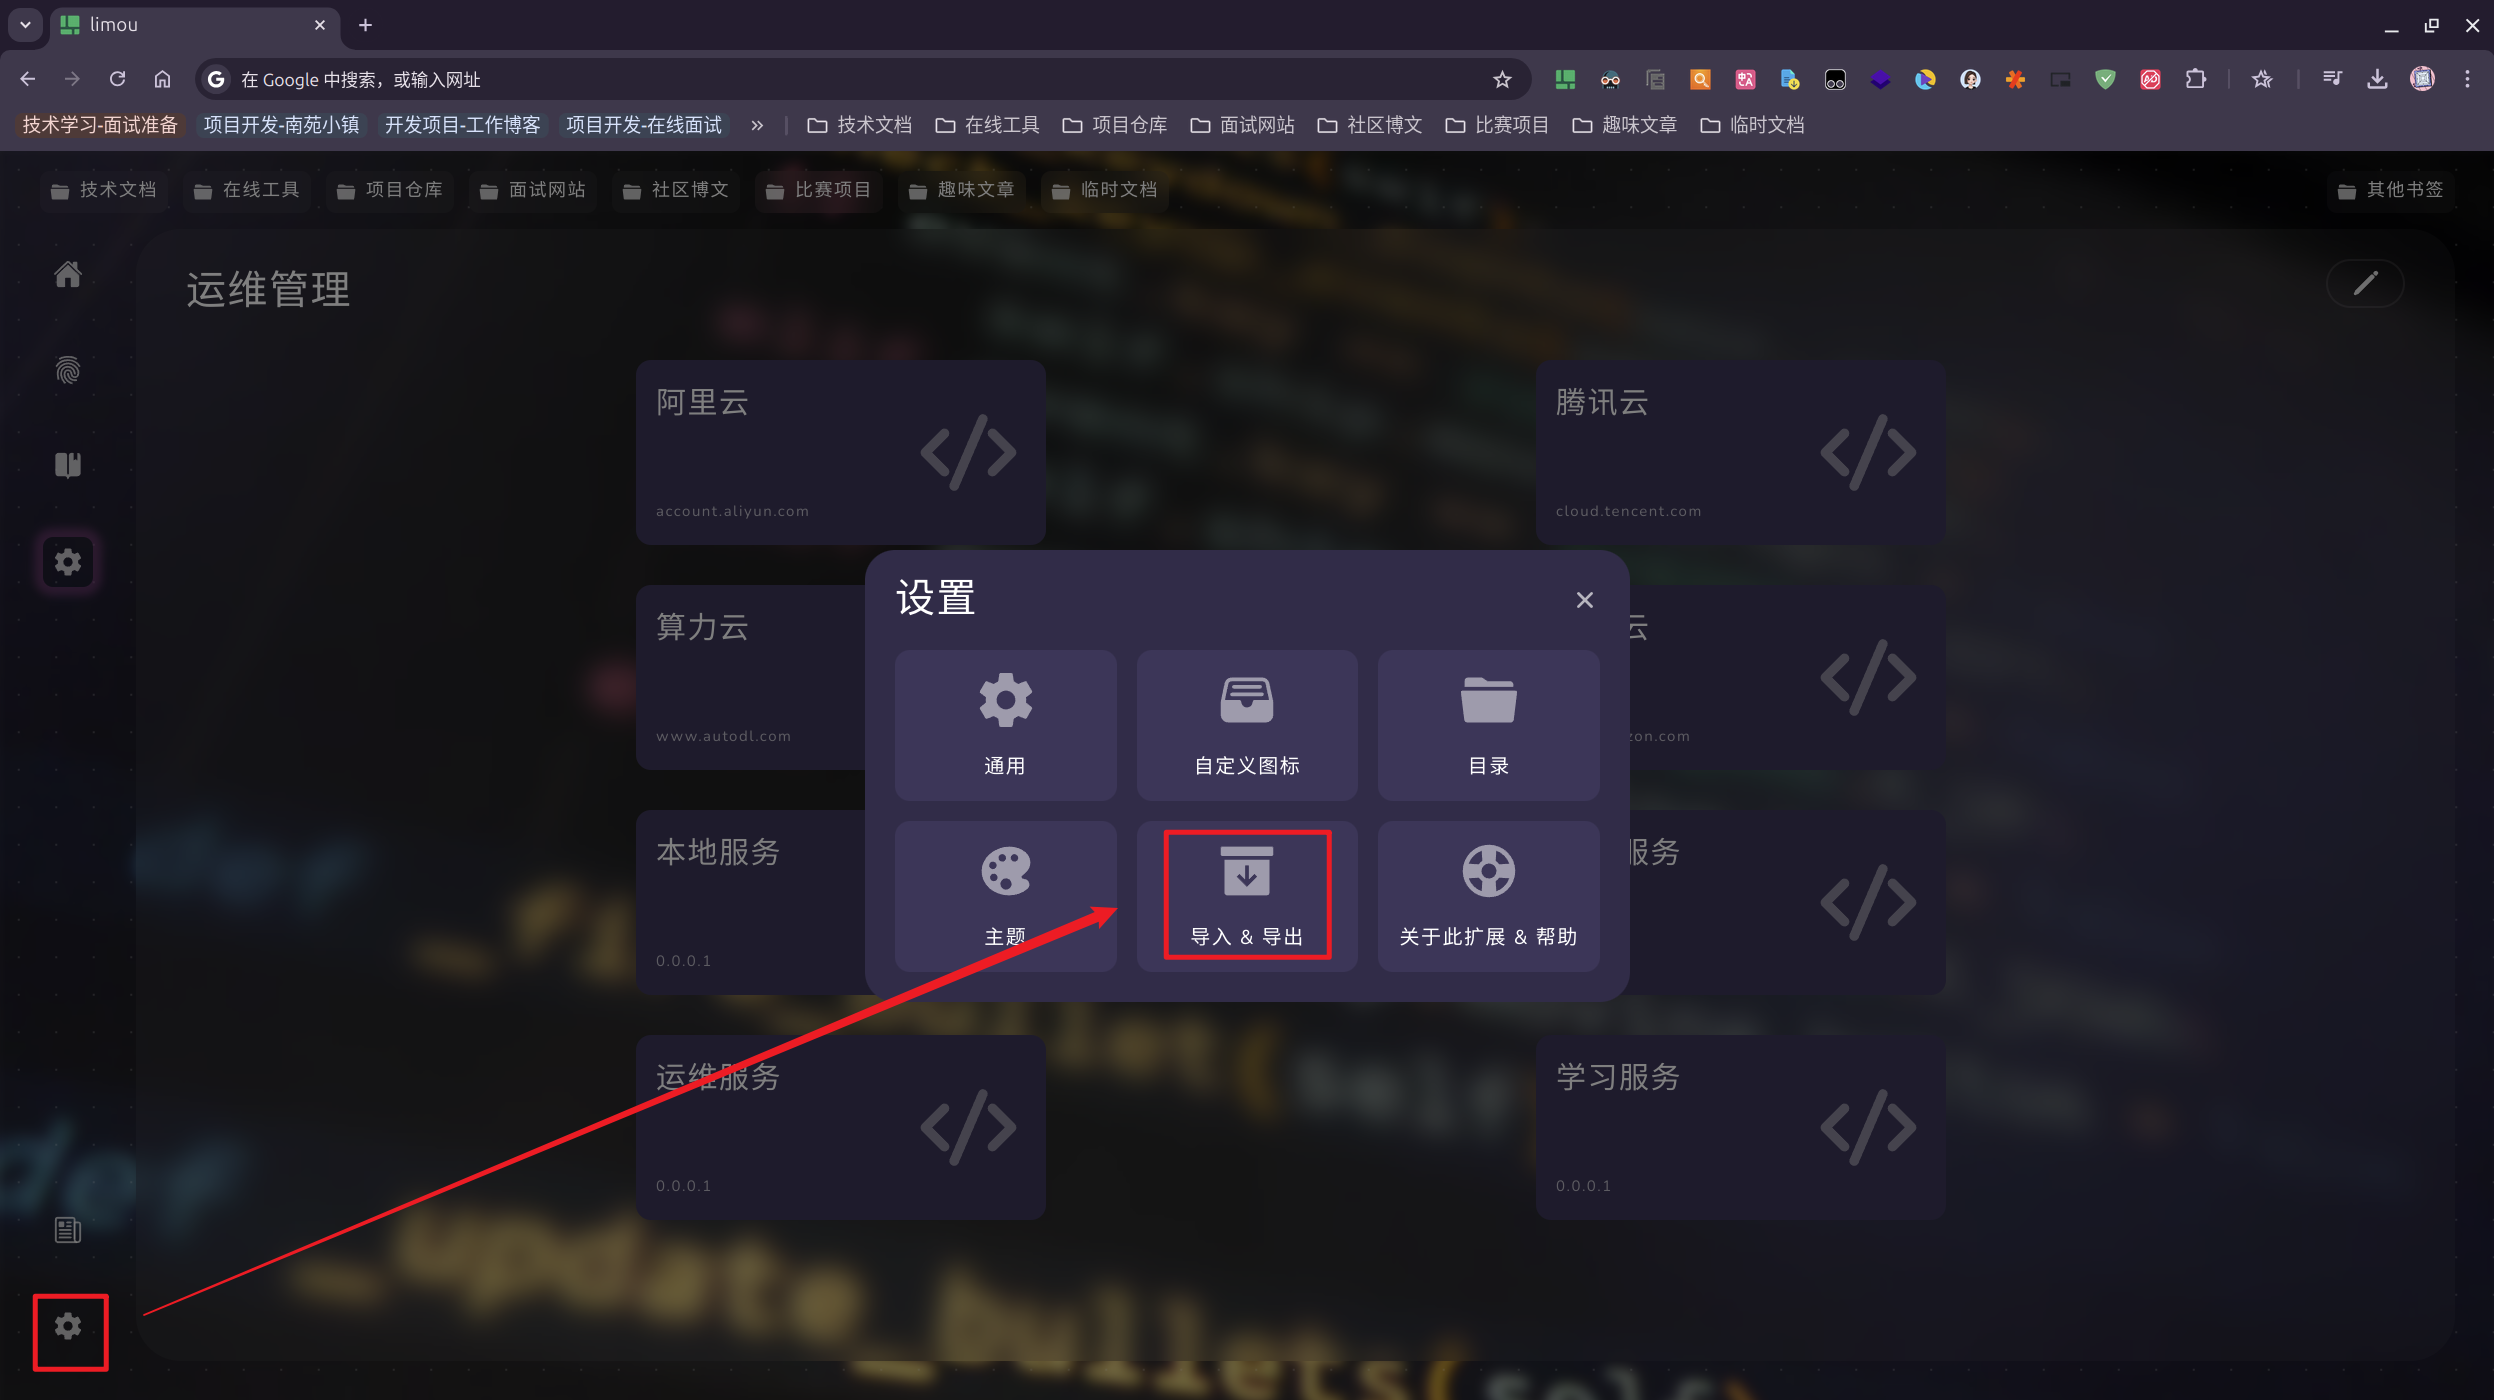 limou
在 Google 中搜索，或输入网址
技术学习-面试准备 项目开发-南苑小镇 开发项目-工作博客 项目开发-在线面试 » 技术文档 在线工具 项目仓库 面试网站 社区博文 比赛项目 趣味文章 临时文档
技术文档 在线工具 项目仓库 面试网站 社区博文 比赛项目 趣味文章 临时文档 其他书签
运维管理
阿里云
account.aliyun.com
腾讯云
cloud.tencent.com
算力云
www.autodl.com
云
zon.com
本地服务
0.0.0.1
服务
运维服务
0.0.0.1
学习服务
0.0.0.1
设置
通用
自定义图标
目录
主题
导入 & 导出
关于此扩展 & 帮助
_update_bullets(self)